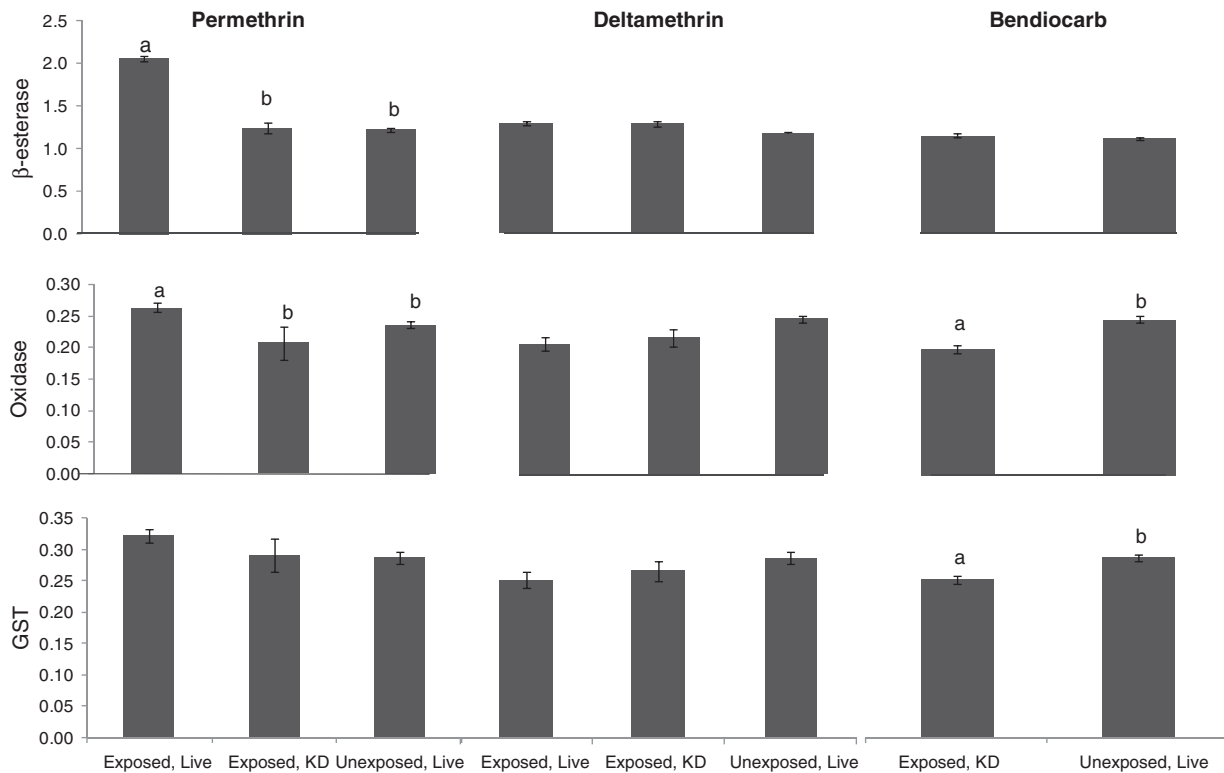 Permethrin Deltamethrin Bendiocarb
2.5
2.0
1.5
1.0
0.5
0.0
β-esterase
a
b
b
0.30
0.25
0.20
0.15
0.10
0.05
0.00
Oxidase
a
b
b
a
b
0.35
0.30
0.25
0.20
0.15
0.10
0.05
0.00
GST
a
b
Exposed, Live Exposed, KD Unexposed, Live Exposed, Live Exposed, KD Unexposed, Live Exposed, KD Unexposed, Live